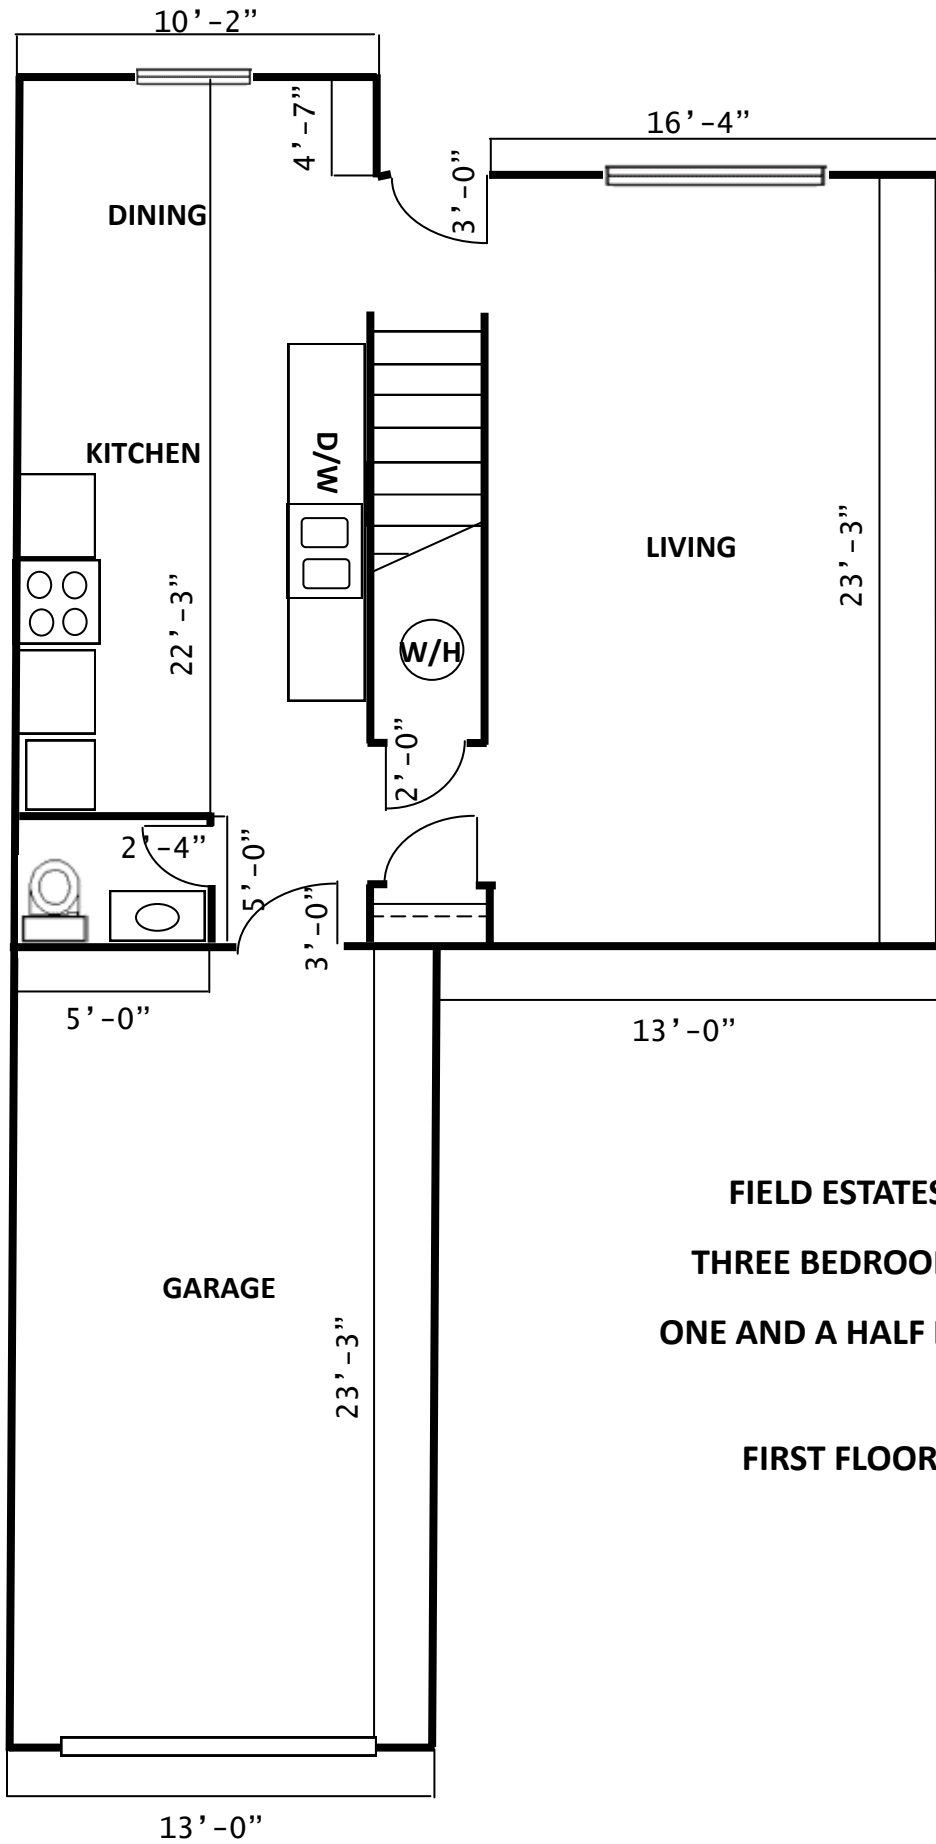 10’-2”
16’-4”
4’-7”
3’-0”
DINING
D/W
KITCHEN
LIVING
23’-3”
22’-3”
W/H
2’-0”
2’-4”
5’-0”
3’-0”
5’-0”
13’-0”
FIELD ESTATES
THREE BEDROO
ONE AND A HALF
GARAGE
23’-3”
FIRST FLOOR
13’-0”